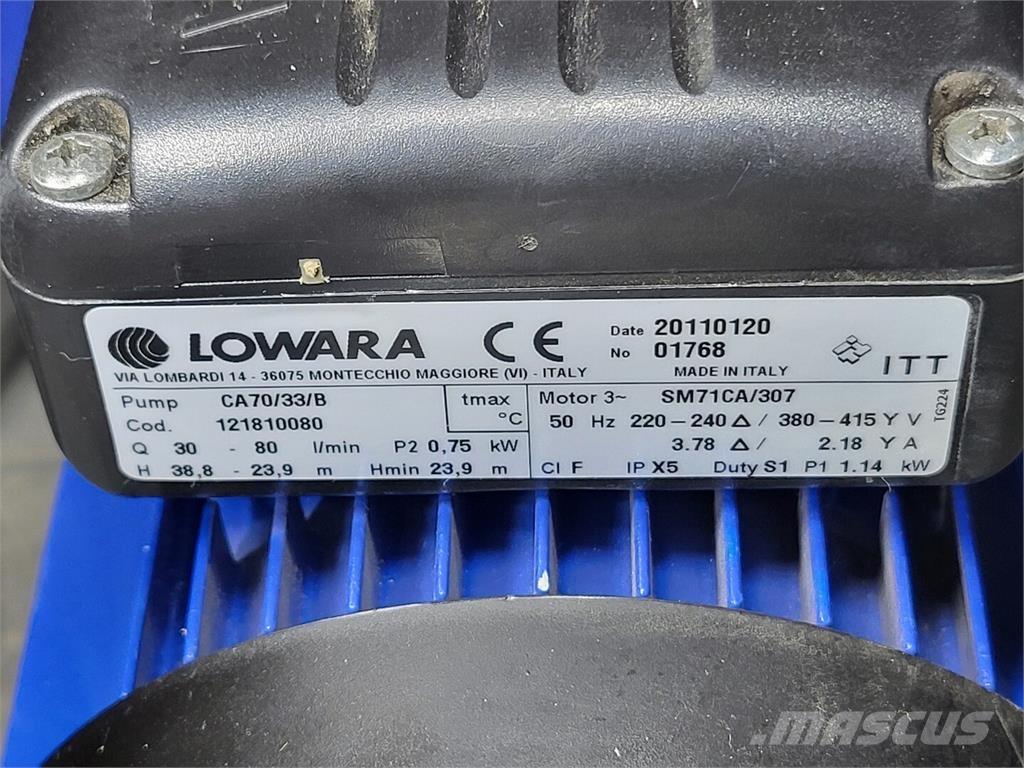 LOWARA CE Date 20110120
No 01768
MADE IN ITALY ITT
VIA LOMBARDI 14 - 36075 MONTECCHIO MAGGIORE (VI) - ITALY
Pump CA70/33/B tmax °C
Cod. 121810080
Q 30 - 80 l/min P2 0,75 kW
H 38,8 - 23,9 m Hmin 23,9 m
Motor 3~ SM71CA/307
50 Hz 220-240 Δ / 380-415 Y V
3.78 Δ / 2.18 Y A
Cl F IP X5 Duty S1 P1 1.14 kW
TG224
MASCUS